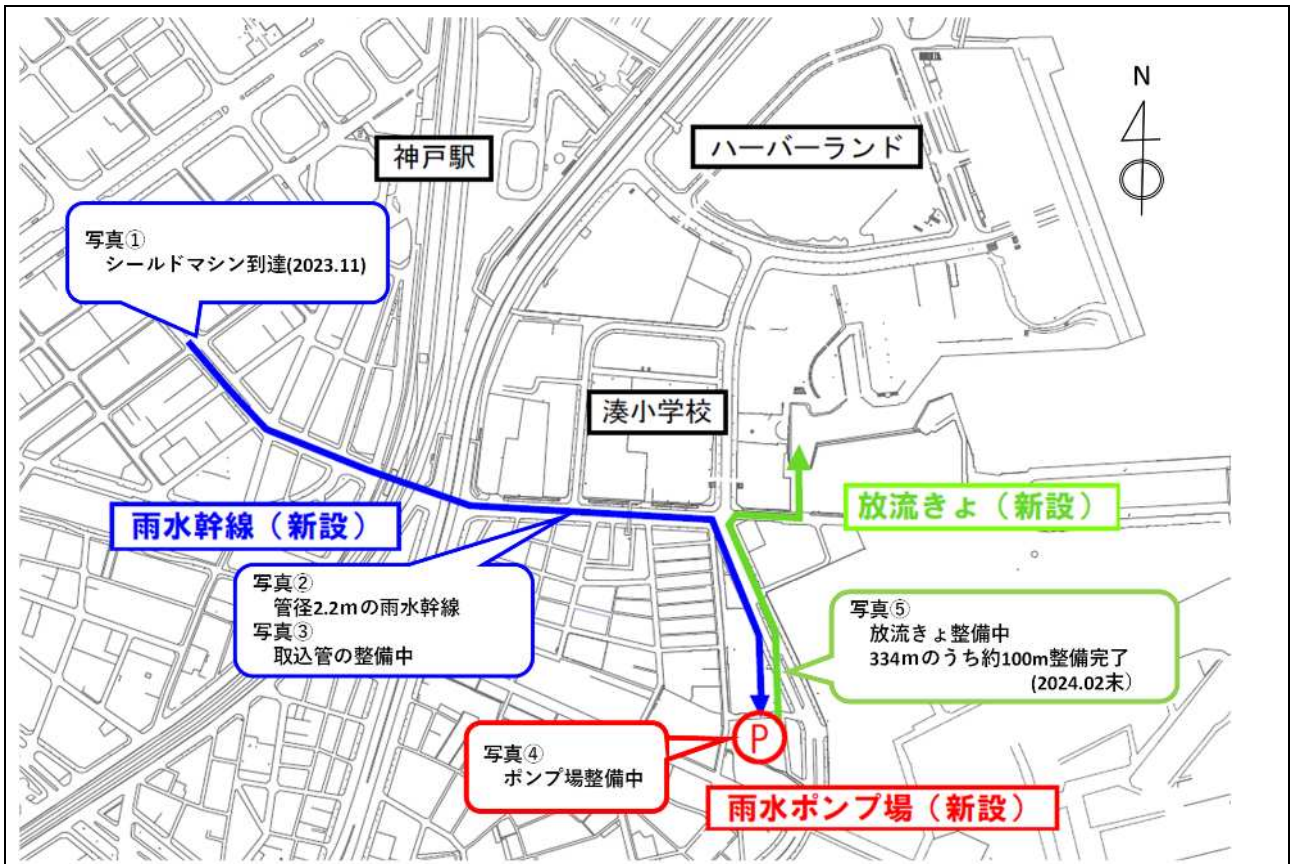 N
神戸駅
ハーバーランド
写真①
シールドマシン到達(2023.11)
湊小学校
雨水幹線（新設）
放流きょ（新設）
写真②
管径2.2mの雨水幹線
写真③
取込管の整備中
写真⑤
放流きょ整備中
334mのうち約100m整備完了
(2024.02末）
写真④
ポンプ場整備中
P
雨水ポンプ場（新設）